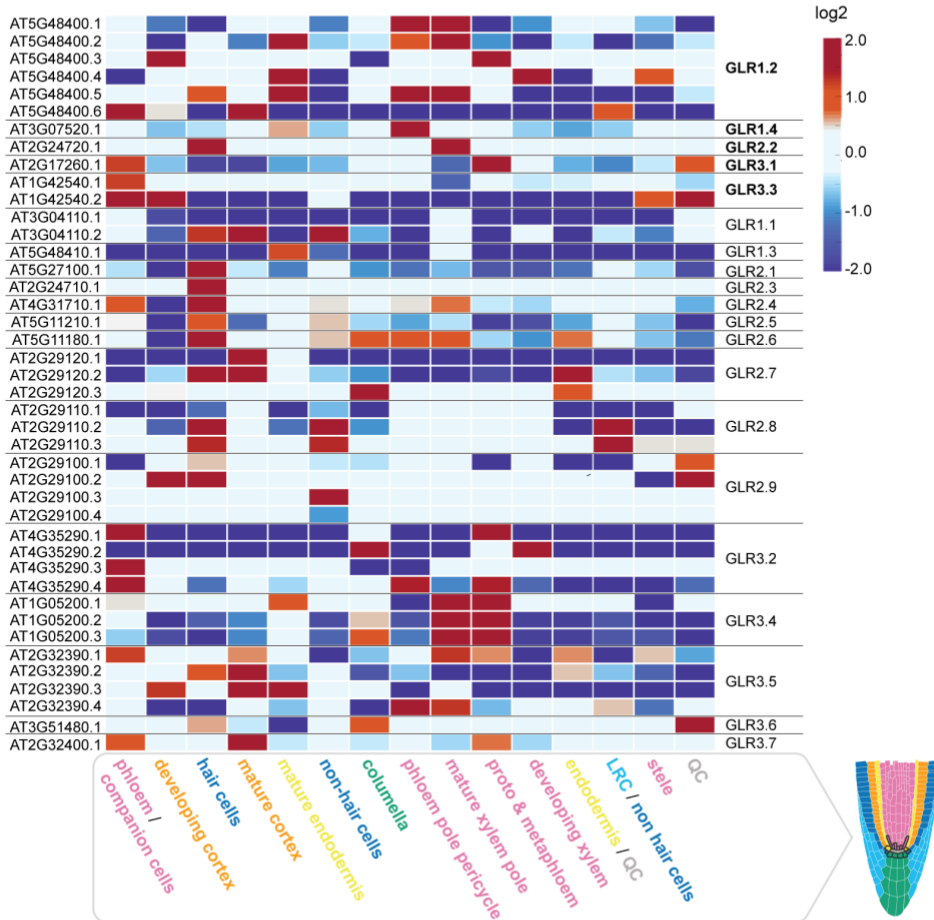 log2
2.0
1.0
0.0
-1.0
-2.0
AT5G48400.1
AT5G48400.2
AT5G48400.3
AT5G48400.4
AT5G48400.5
AT5G48400.6
GLR1.2
AT3G07520.1 GLR1.4
AT2G24720.1 GLR2.2
AT2G17260.1 GLR3.1
AT1G42540.1
AT1G42540.2
GLR3.3
AT3G04110.1
AT3G04110.2
GLR1.1
AT5G48410.1 GLR1.3
AT5G27100.1 GLR2.1
AT2G24710.1 GLR2.3
AT4G31710.1 GLR2.4
AT5G11210.1 GLR2.5
AT5G11180.1 GLR2.6
AT2G29120.1
AT2G29120.2
AT2G29120.3
GLR2.7
AT2G29110.1
AT2G29110.2
AT2G29110.3
GLR2.8
AT2G29100.1
AT2G29100.2
AT2G29100.3
AT2G29100.4
GLR2.9
AT4G35290.1
AT4G35290.2
AT4G35290.3
AT4G35290.4
GLR3.2
AT1G05200.1
AT1G05200.2
AT1G05200.3
GLR3.4
AT2G32390.1
AT2G32390.2
AT2G32390.3
AT2G32390.4
GLR3.5
AT3G51480.1 GLR3.6
AT2G32400.1 GLR3.7
phloem /
companion cells
developing cortex
hair cells
mature cortex
mature endodermis
non-hair cells
columella
phloem pole pericycle
mature xylem pole
proto & metaphloem
developing xylem
endodermis / QC
LRC / non hair cells
stele
QC